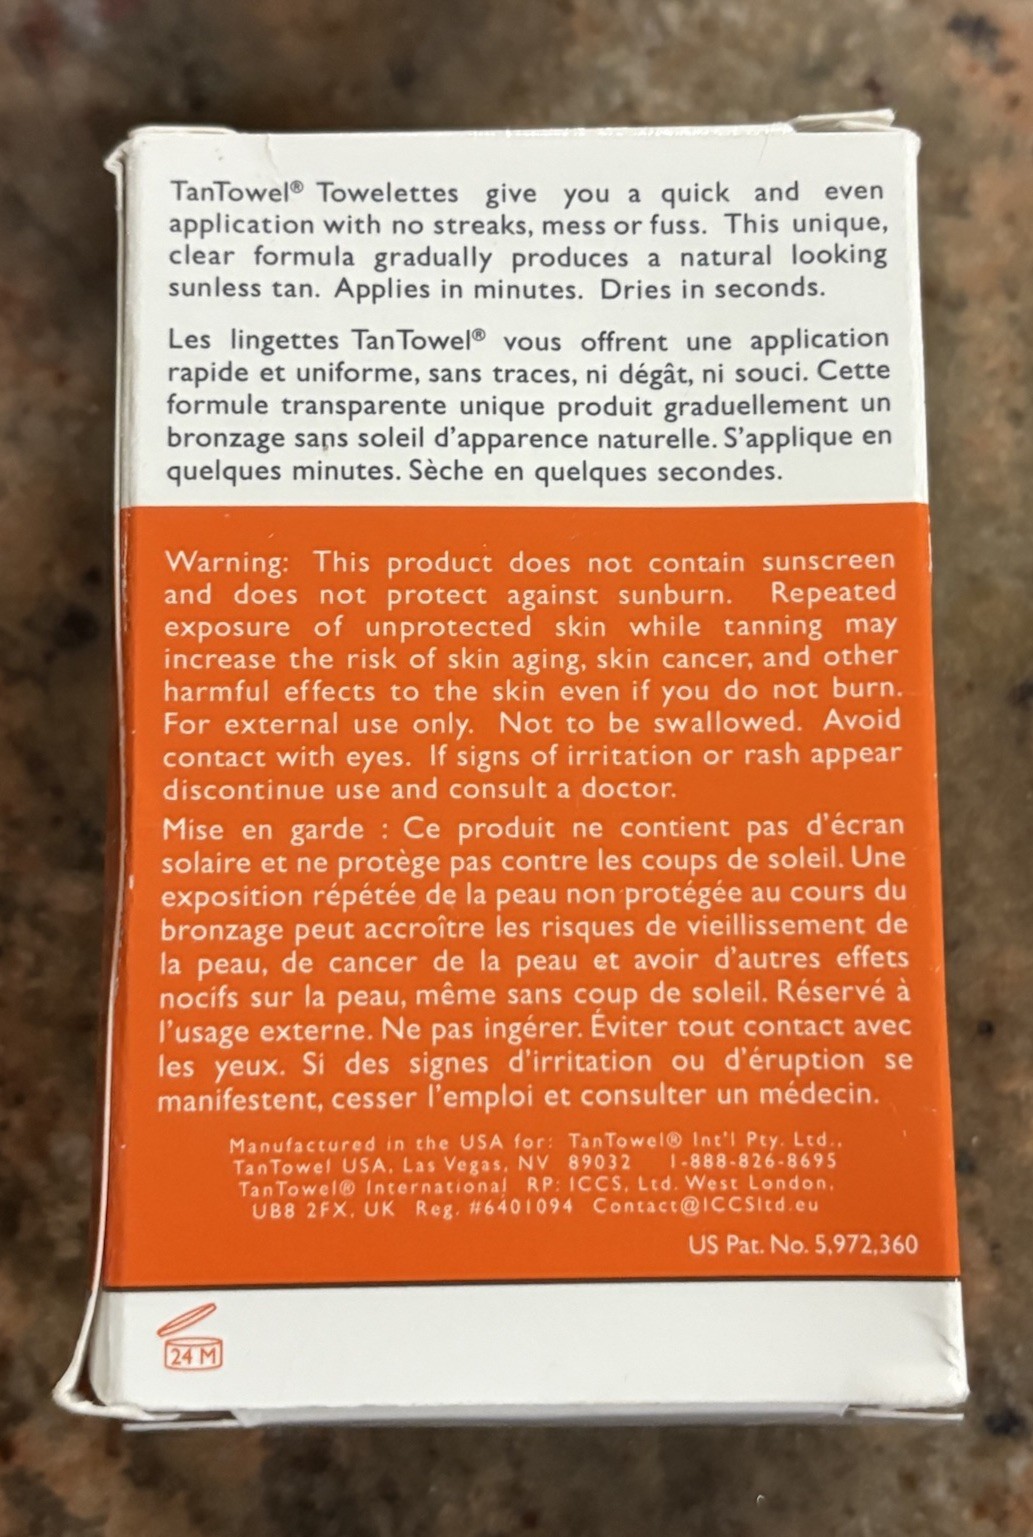 TanTowel® Towelettes give you a quick and even
application with no streaks, mess or fuss. This unique,
clear formula gradually produces a natural looking
sunless tan. Applies in minutes. Dries in seconds.
Les lingettes TanTowel® vous offrent une application
rapide et uniforme, sans traces, ni dégât, ni souci. Cette
formule transparente unique produit graduellement un
bronzage sans soleil d'apparence naturelle. S'applique en
quelques minutes. Sèche en quelques secondes.
Warning: This product does not contain sunscreen
and does not protect against sunburn. Repeated
exposure of unprotected skin while tanning may
increase the risk of skin aging, skin cancer, and other
harmful effects to the skin even if you do not burn.
For external use only. Not to be swallowed. Avoid
contact with eyes. If signs of irritation or rash appear
discontinue use and consult a doctor.
Mise en garde : Ce produit ne contient pas d'écran
solaire et ne protège pas contre les coups de soleil. Une
exposition répétée de la peau non protégée au cours du
bronzage peut accroître les risques de vieillissement de
la peau, de cancer de la peau et avoir d'autres effets
nocifs sur la peau, même sans coup de soleil. Réservé à
l'usage externe. Ne pas ingérer. Éviter tout contact avec
les yeux. Si des signes d'irritation ou d'éruption se
manifestent, cesser l'emploi et consulter un médecin.
Manufactured in the USA for: TanTowel® Int'l Pty. Ltd.,
TanTowel USA, Las Vegas, NV 89032 1-888-826-8695
TanTowel® International RP: ICCS, Ltd. West London,
UB8 2FX, UK Reg. #6401094 Contact@ICCSltd.eu
US Pat. No. 5,972,360
24 M